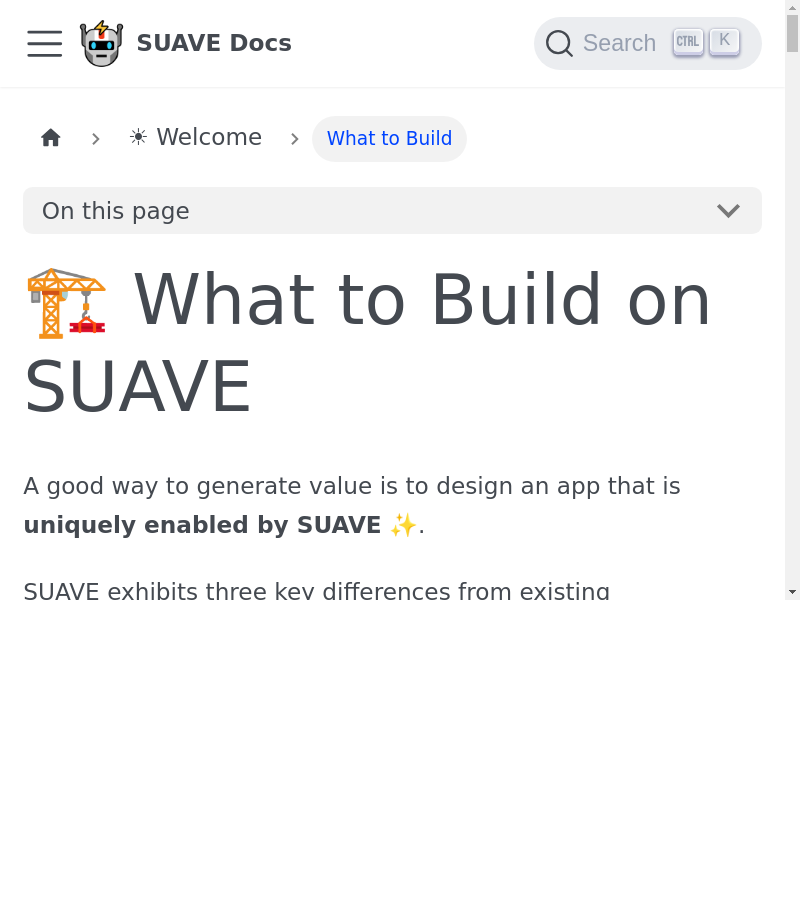 SUAVE Docs
Search CTRL K
☀ Welcome What to Build
On this page
🏗 What to Build on
SUAVE
A good way to generate value is to design an app that is
uniquely enabled by SUAVE ✨.
SUAVE exhibits three key differences from existing